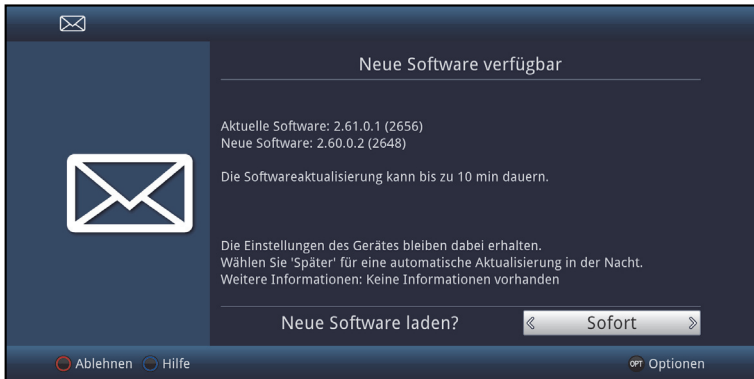 Neue Software verfügbar
Aktuelle Software: 2.61.0.1 (2656)
Neue Software: 2.60.0.2 (2648)
Die Softwareaktualisierung kann bis zu 10 min dauern.
Die Einstellungen des Gerätes bleiben dabei erhalten.
Wählen Sie 'Später' für eine automatische Aktualisierung in der Nacht.
Weitere Informationen: Keine Informationen vorhanden
Neue Software laden? « Sofort »
Ablehnen Hilfe OPT Optionen